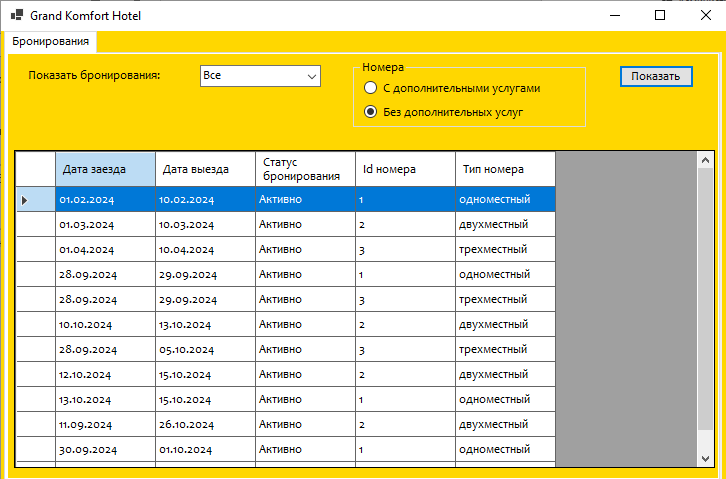 Grand Komfort Hotel
Бронирования
Показать бронирования:
Все
Номера
С дополнительными услугами
Без дополнительных услуг
Показать
Дата заезда Дата выезда Статус бронирования Id номера Тип номера
01.02.2024 10.02.2024 Активно 1 одноместный
01.03.2024 10.03.2024 Активно 2 двухместный
01.04.2024 10.04.2024 Активно 3 трехместный
28.09.2024 29.09.2024 Активно 1 одноместный
28.09.2024 29.09.2024 Активно 3 трехместный
10.10.2024 13.10.2024 Активно 2 двухместный
28.09.2024 05.10.2024 Активно 3 трехместный
12.10.2024 15.10.2024 Активно 2 двухместный
13.10.2024 15.10.2024 Активно 1 одноместный
11.09.2024 26.10.2024 Активно 2 двухместный
30.09.2024 01.10.2024 Активно 1 одноместный